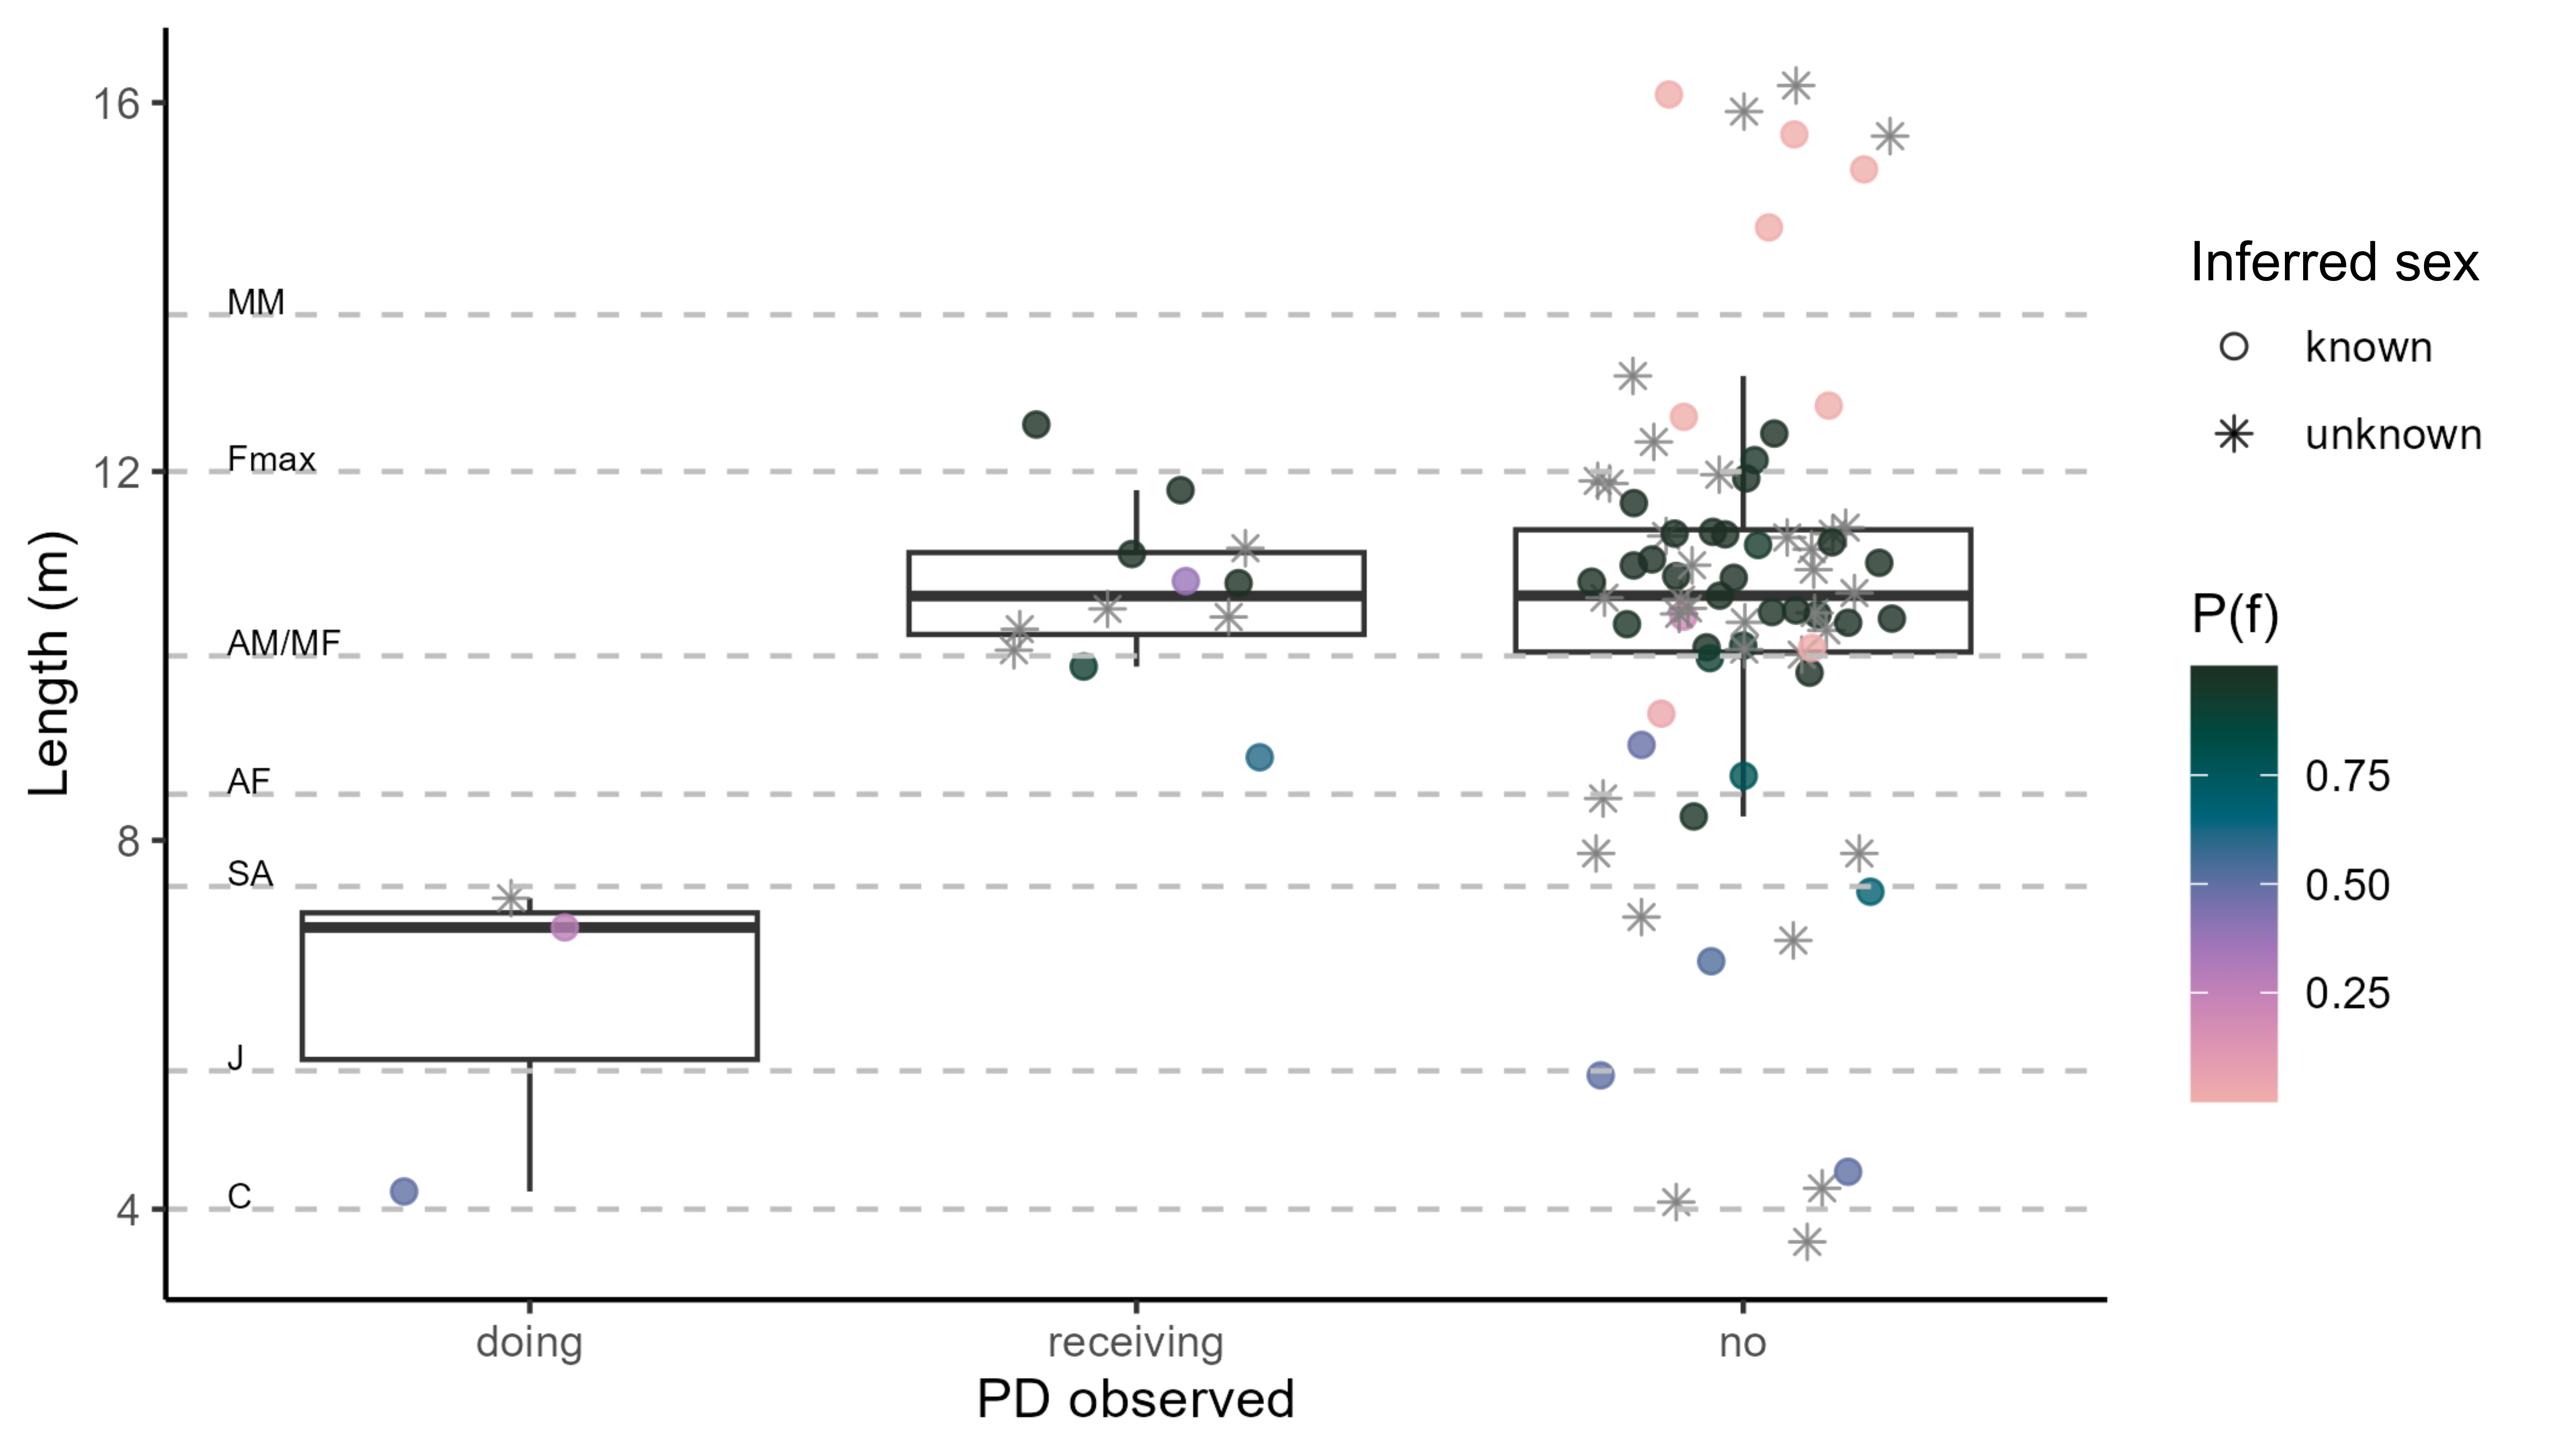 16
12
8
4
Length (m)
MM
Fmax
AM/MF
AF
SA
J
C
doing
receiving
no
PD observed
Inferred sex
known
unknown
P(f)
0.75
0.50
0.25